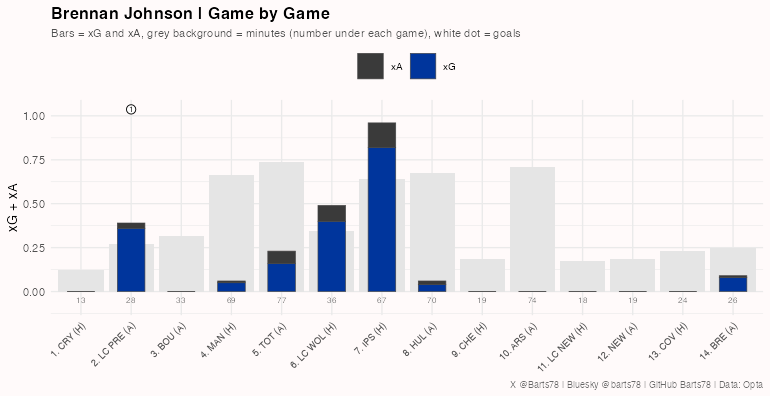 Brennan Johnson | Game by Game
Bars = xG and xA, grey background = minutes (number under each game), white dot = goals
xA xG
1
1.00
0.75
0.50
0.25
0.00
xG + xA
13 28 33 69 77 36 67 70 19 74 18 19 24 26
1. CRY (H)
2. LC PRE (A)
3. BOU (A)
4. MAN (H)
5. TOT (A)
6. LC WOL (H)
7. IPS (H)
8. HUL (A)
9. CHE (H)
10. ARS (A)
11. LC NEW (H)
12. NEW (A)
13. COV (H)
14. BRE (A)
X @Barts78 | Bluesky @barts78 | GitHub Barts78 | Data: Opta